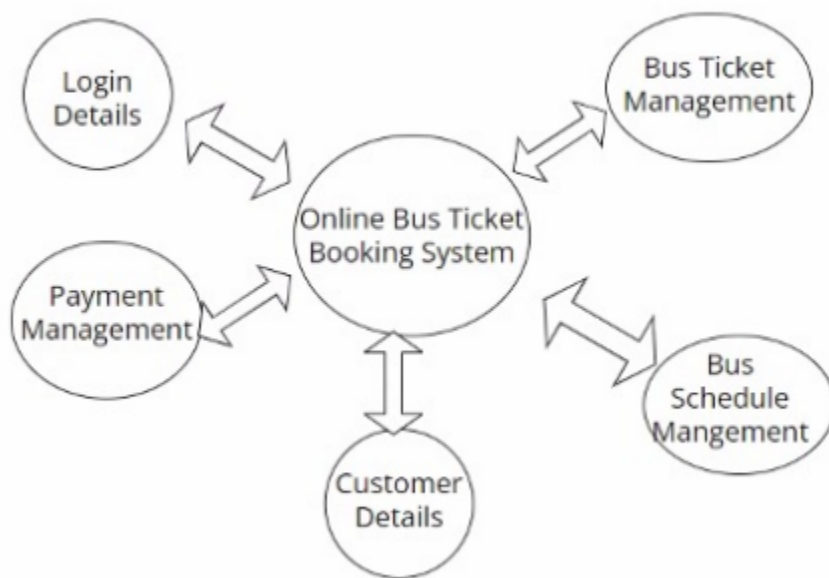 Login
Details
Bus Ticket
Management
Online Bus Ticket
Booking System
Payment
Management
Bus
Schedule
Mangement
Customer
Details